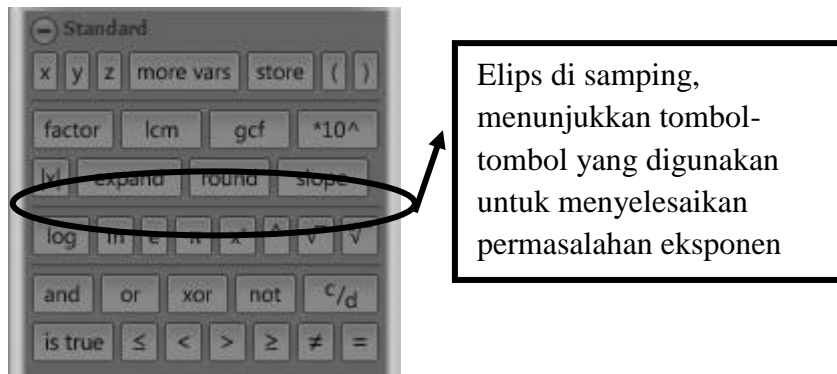 Standard
x y z more vars store ( )
factor lcm gcf *10^
|x| expand round slope
log ln e π x² ^ √ √
and or xor not c/d
is true ≤ < > ≥ ≠ =
Elips di samping,
menunjukkan tombol-
tombol yang digunakan
untuk menyelesaikan
permasalahan eksponen